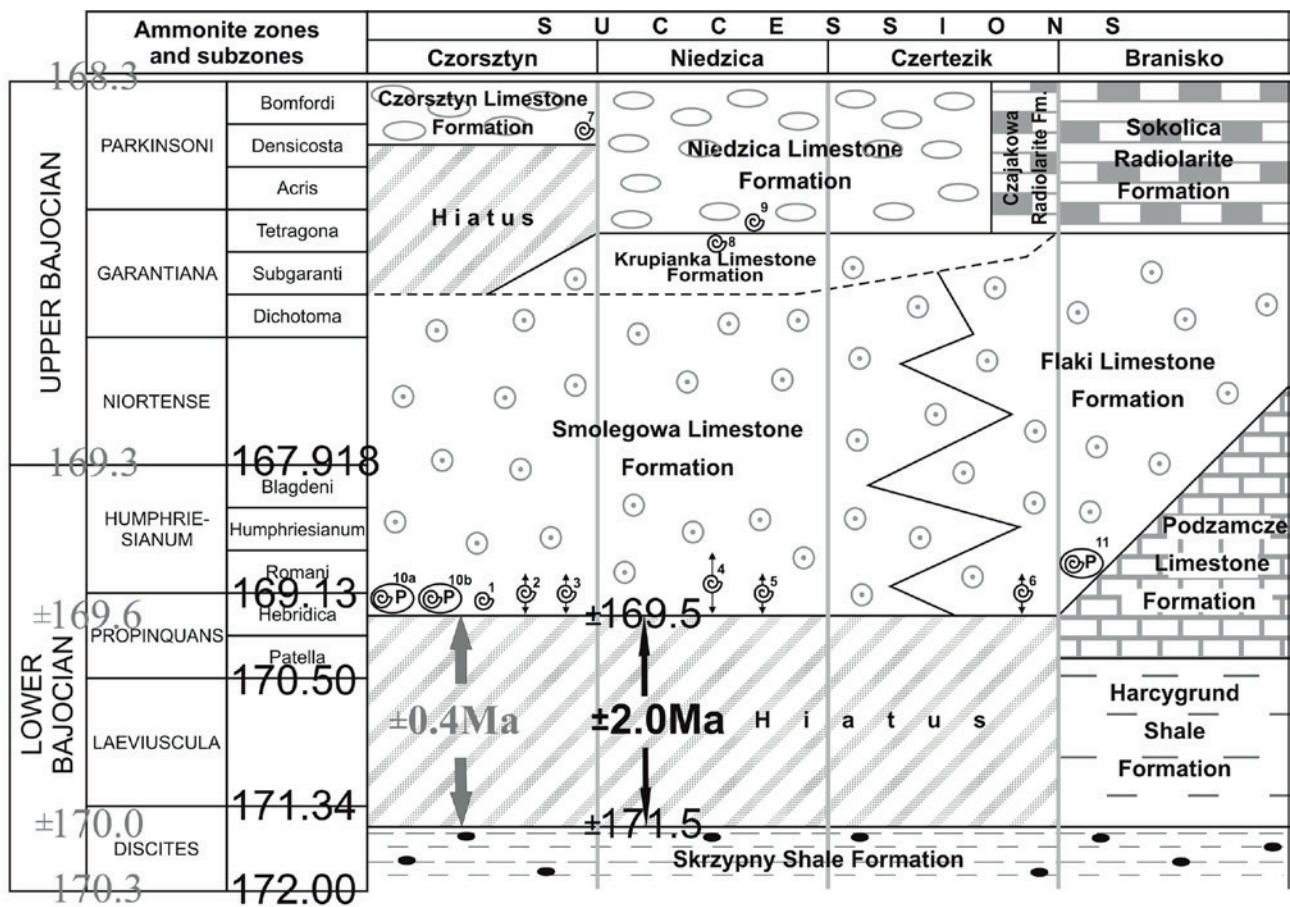 Ammonite zones
and subzones
S U C C E S S I O N S
Czorsztyn
Niedzica
Czertezik
Branisko
168.3
UPPER BAJOCIAN
PARKINSONI
Bomfordi
Densicosta
Acris
GARANTIANA
Tetragona
Subgaranti
Dichotoma
NIORTENSE
169.3
167.918
LOWER
BAJOCIAN
HUMPHRIE-
SIANUM
Blagdeni
Humphriesianum
Romani
169.13
±169.6
PROPINQUANS
Hebridica
Patella
170.50
LAEVIUSCULA
171.34
±170.0
DISCITES
170.3
172.00
Czorsztyn Limestone
Formation
7
Hiatus
Niedzica Limestone
Formation
9
8
Krupianka Limestone
Formation
Czajakowa
Radiolarite Fm.
Sokolica
Radiolarite
Formation
Smolegowa Limestone
Formation
Flaki Limestone
Formation
Podzamcze
Limestone
Formation
10a
P
10b
P
1
2
3
4
5
6
11
P
±169.5
±0.4Ma
±2.0Ma
Hiatus
±171.5
Harcygrund
Shale
Formation
Skrzypny Shale Formation